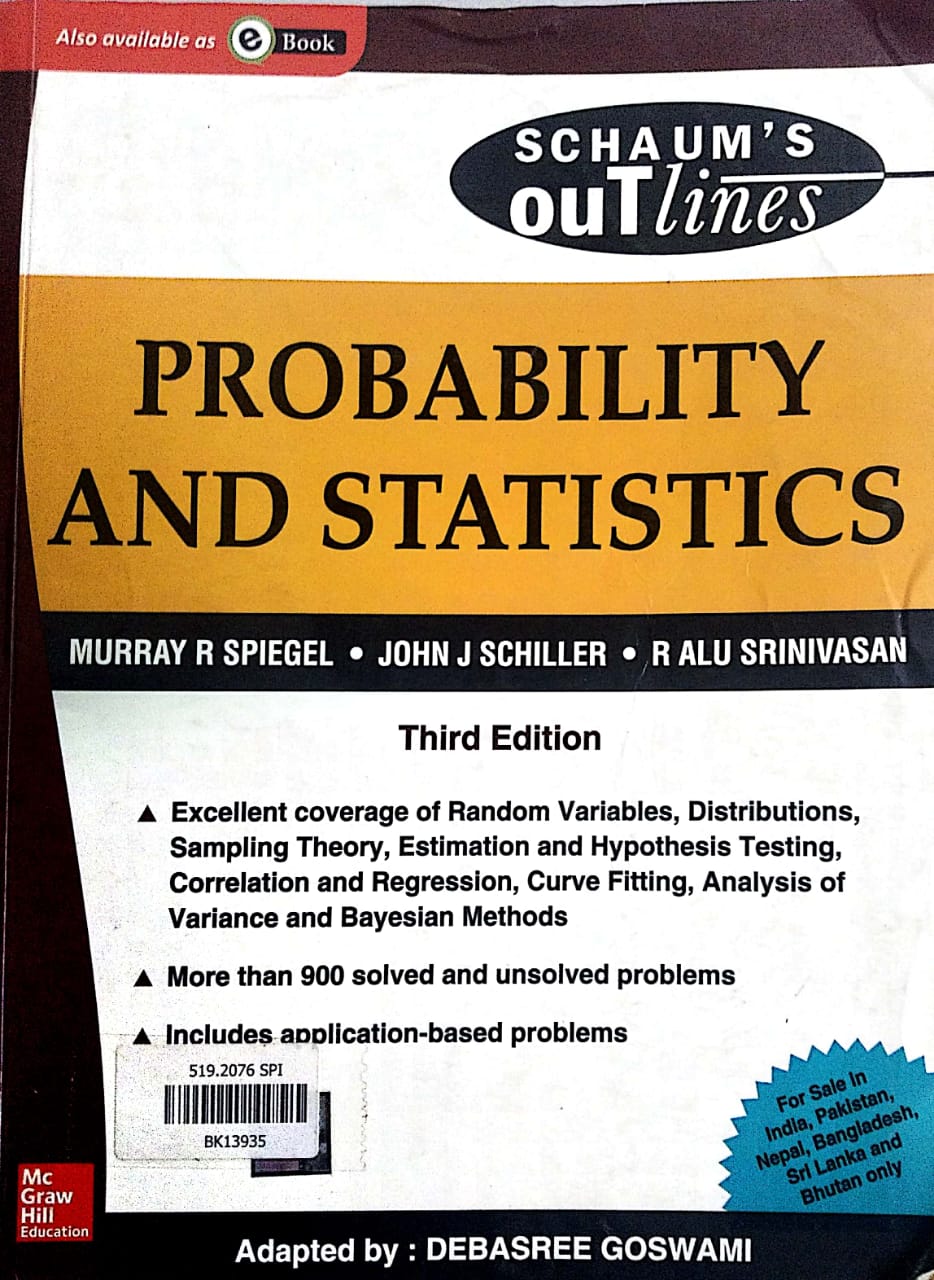 Also available as e Book
SCHAUM'S
ouTlines
PROBABILITY
AND STATISTICS
MURRAY R SPIEGEL • JOHN J SCHILLER • R ALU SRINIVASAN
Third Edition
▲ Excellent coverage of Random Variables, Distributions,
Sampling Theory, Estimation and Hypothesis Testing,
Correlation and Regression, Curve Fitting, Analysis of
Variance and Bayesian Methods
▲ More than 900 solved and unsolved problems
▲ Includes application-based problems
519.2076 SPI
BK13935
For Sale In
India, Pakistan,
Nepal, Bangladesh,
Sri Lanka and
Bhutan only
Mc
Graw
Hill
Education
Adapted by : DEBASREE GOSWAMI